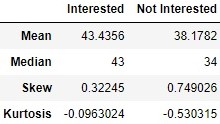 Interested Not Interested
Mean 43.4356 38.1782
Median 43 34
Skew 0.32245 0.749026
Kurtosis -0.0963024 -0.530315